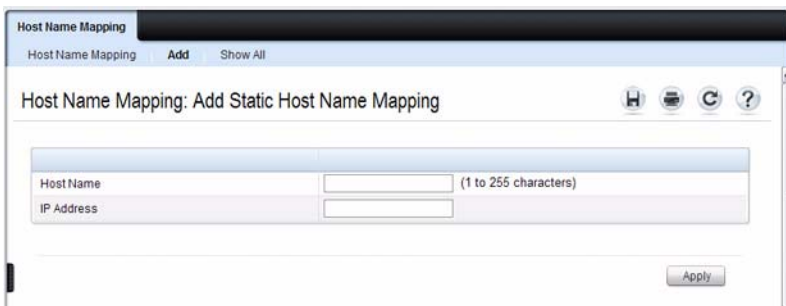 Host Name Mapping
Host Name Mapping Add Show All
Host Name Mapping: Add Static Host Name Mapping
?
Host Name (1 to 255 characters)
IP Address
Apply